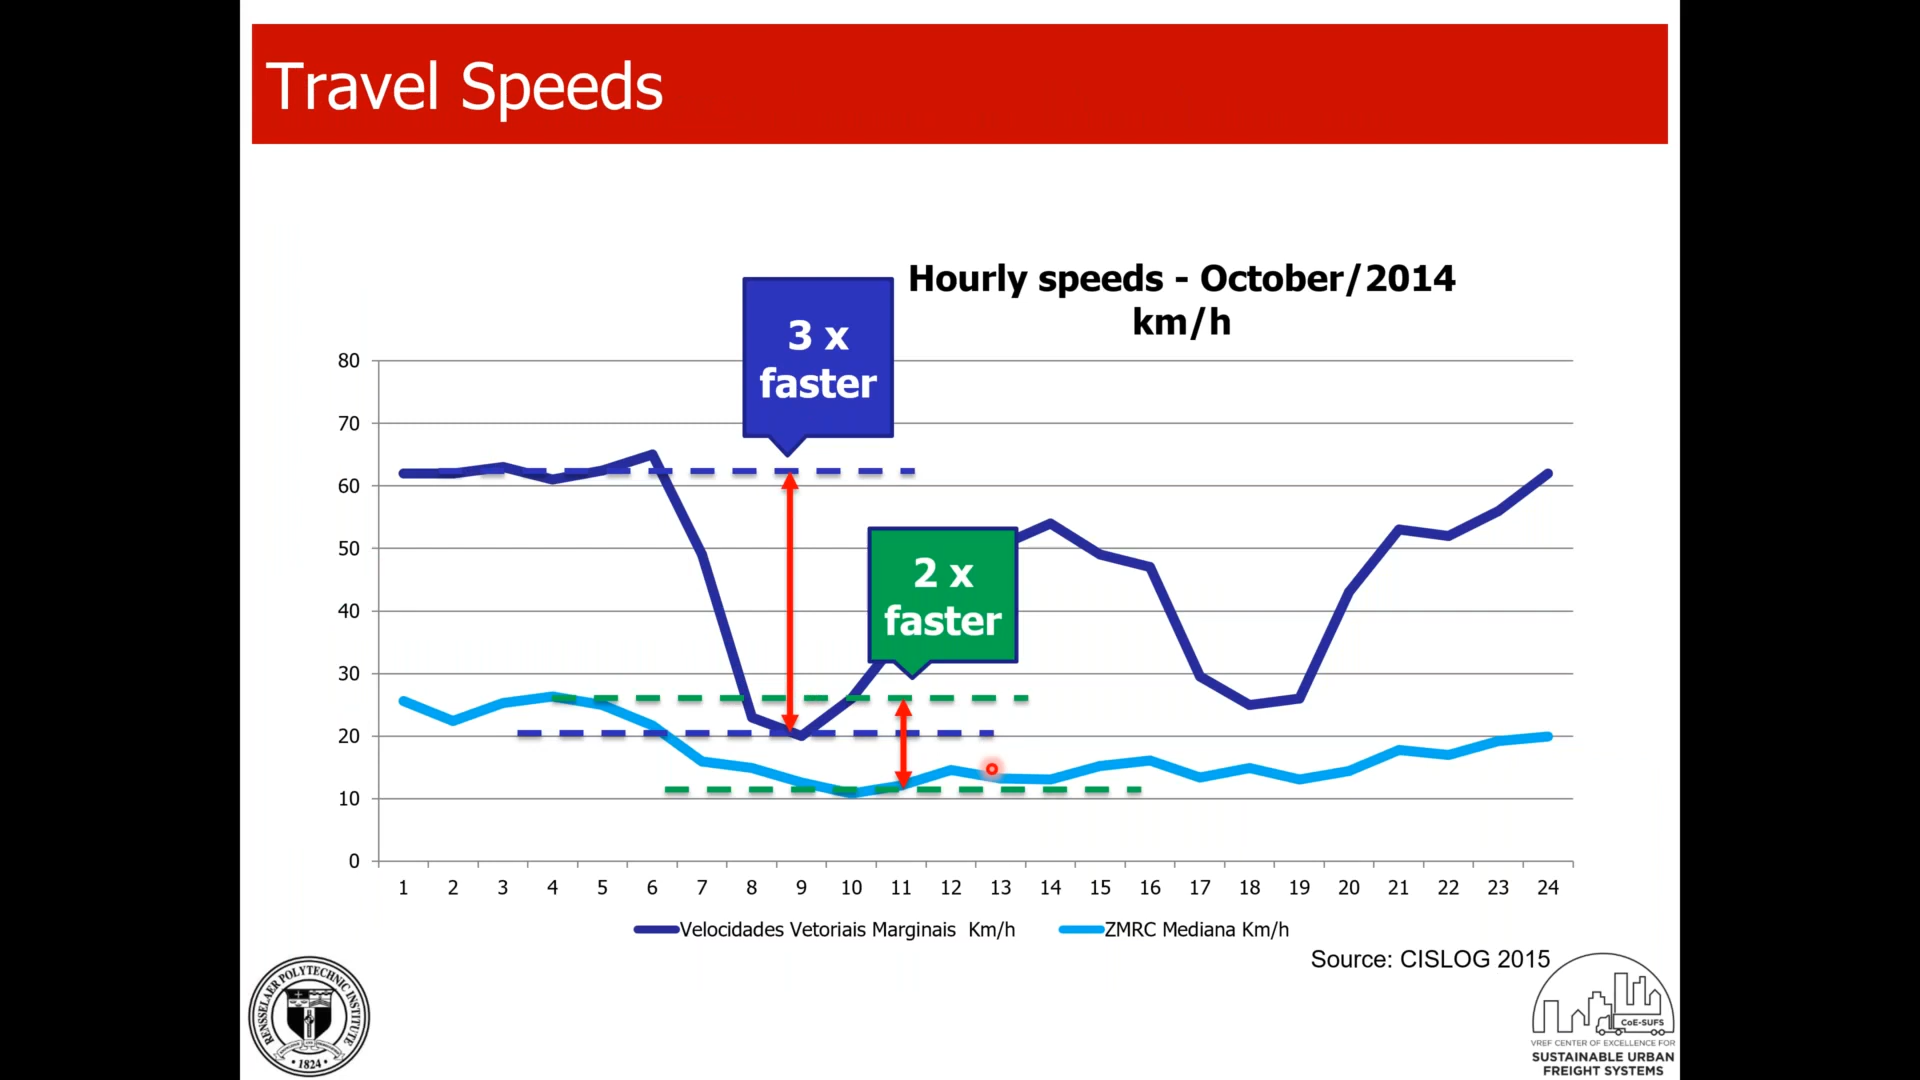 Travel Speeds
Hourly speeds - October/2014
km/h
3 x
faster
2 x
faster
80
70
60
50
40
30
20
10
0
1 2 3 4 5 6 7 8 9 10 11 12 13 14 15 16 17 18 19 20 21 22 23 24
Velocidades Vetoriais Marginais Km/h
ZMRC Mediana Km/h
Source: CISLOG 2015
RENSSELAER POLYTECHNIC INSTITUTE
1824
CoE-SUFS
VREF CENTER OF EXCELLENCE FOR
SUSTAINABLE URBAN
FREIGHT SYSTEMS